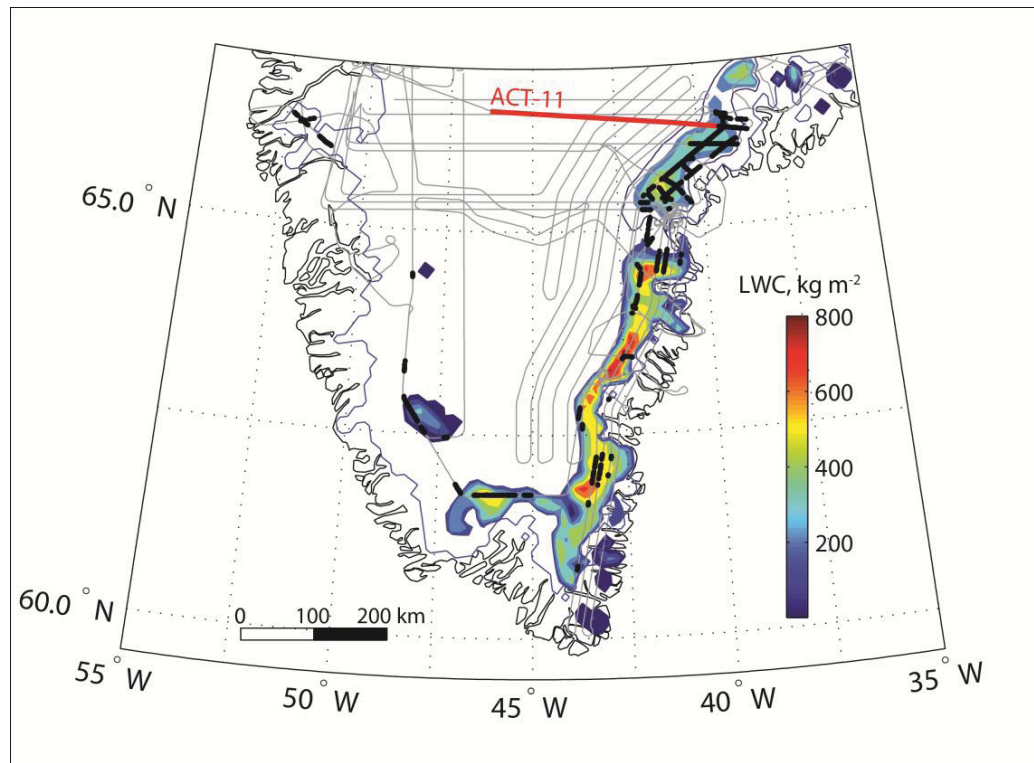 ACT-11
65.0 ° N
LWC, kg m⁻²
800
600
400
200
60.0 ° N
0 100 200 km
55 ° W
50 ° W
45 ° W
40 ° W
35 ° W